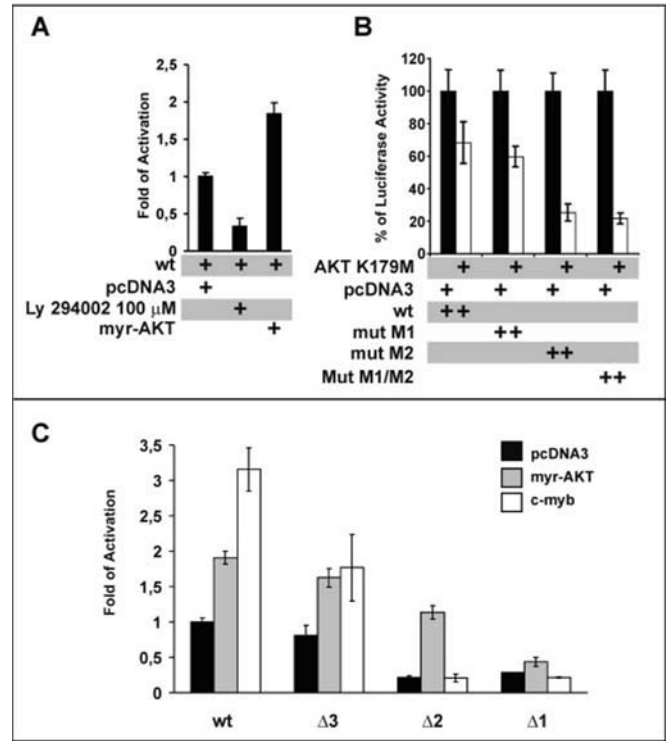 A
Fold of Activation
2,5
2
1,5
1
0,5
0
wt + + +
pcDNA3 +
Ly 294002 100 µM +
myr-AKT +
B
% of Luciferase Activity
120
100
80
60
40
20
0
AKT K179M + + + +
pcDNA3 + + + +
wt ++
mut M1 ++
mut M2 ++
Mut M1/M2 ++
C
Fold of Activation
3,5
3
2,5
2
1,5
1
0,5
0
pcDNA3
myr-AKT
c-myb
wt Δ3 Δ2 Δ1